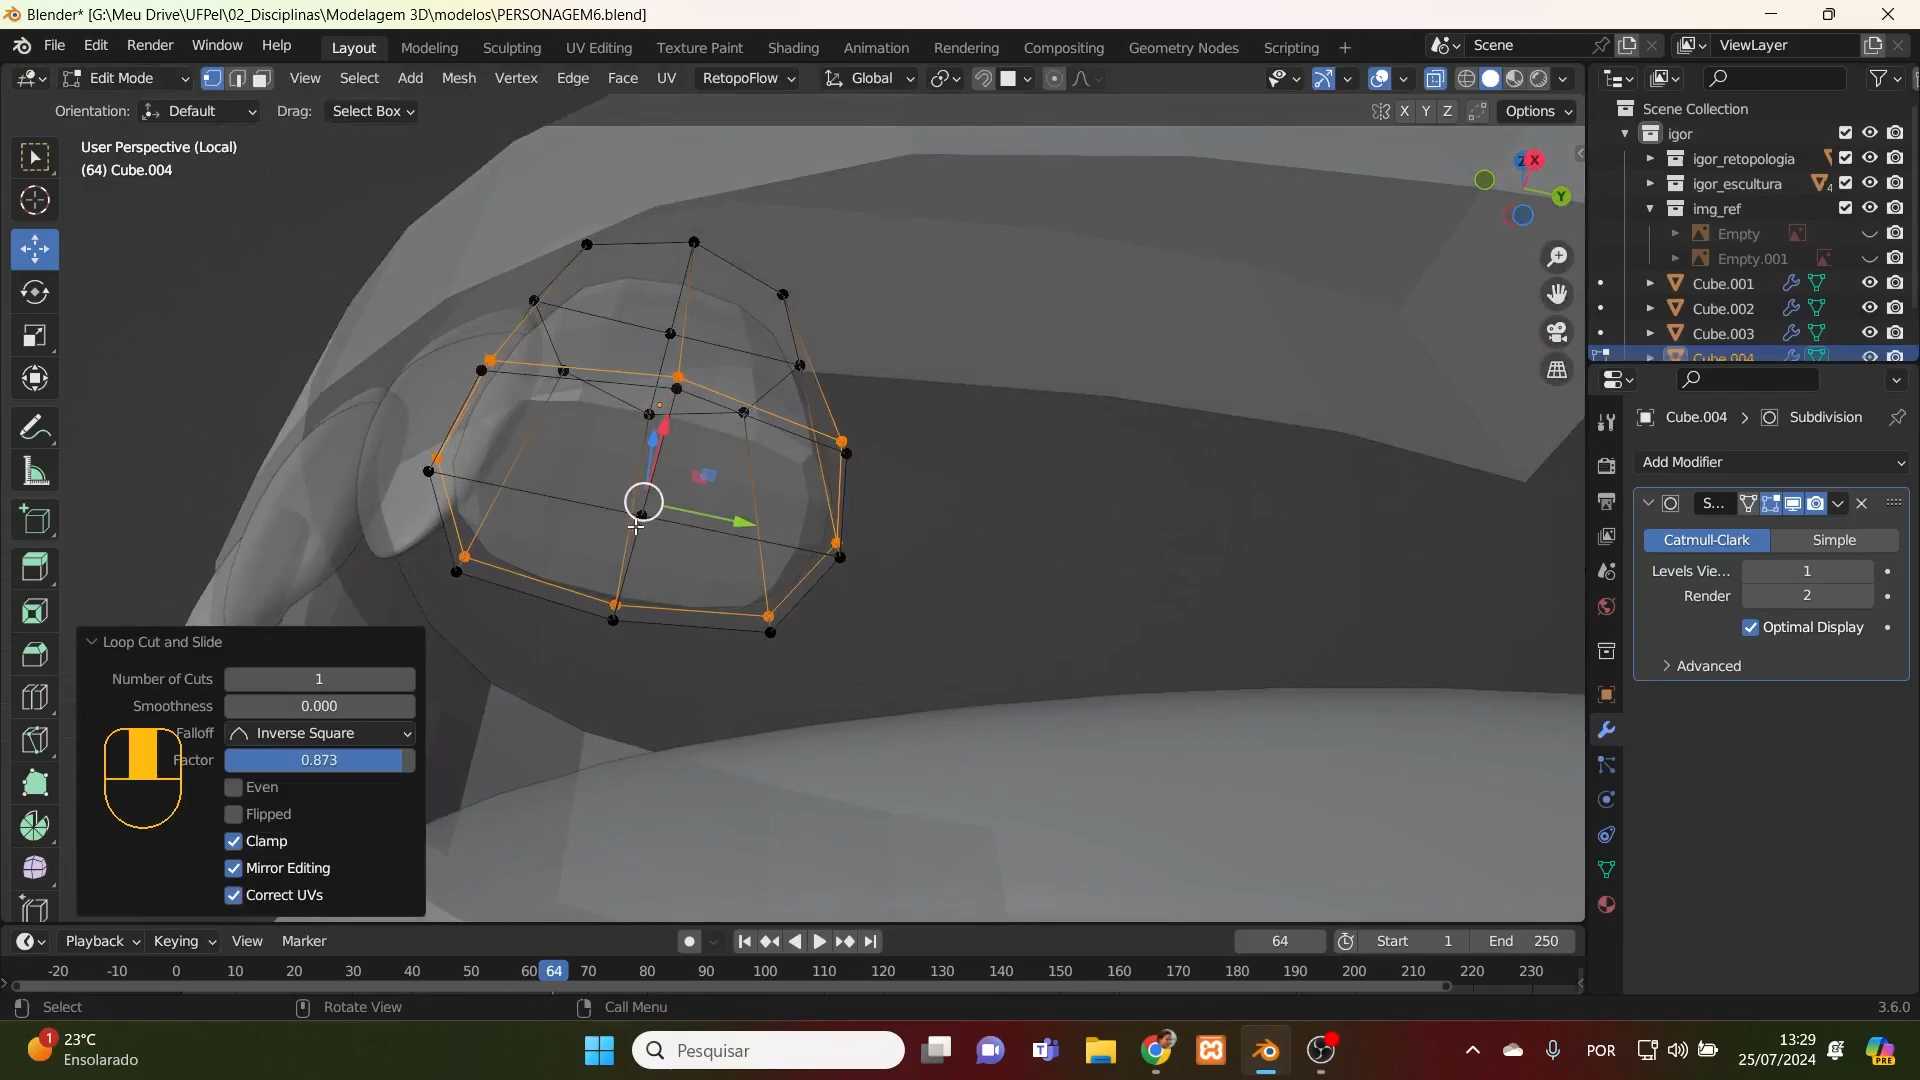 Blender* [G:\Meu Drive\UFPel\02_Disciplinas\Modelagem 3D\modelos\PERSONAGEM6.blend]
File Edit Render Window Help Layout Modeling Sculpting UV Editing Texture Paint Shading Animation Rendering Compositing Geometry Nodes Scripting + Scene ViewLayer
Edit Mode View Select Add Mesh Vertex Edge Face UV RetopoFlow Global
Orientation: Default Drag: Select Box X Y Z Options
User Perspective (Local)
(64) Cube.004
Z X
Y
Scene Collection
igor
igor_retopologia
igor_escultura 4
img_ref
Empty
Empty.001
Cube.001
Cube.002
Cube.003
Cube.004
Cube.004 > Subdivision
Add Modifier
S...
Catmull-Clark Simple
Levels Vie... 1
Render 2
Optimal Display
Advanced
Loop Cut and Slide
Number of Cuts 1
Smoothness 0.000
Falloff Inverse Square
Factor 0.873
Even
Flipped
Clamp
Mirror Editing
Correct UVs
Playback Keying View Marker 64 Start 1 End 250
-20 -10 0 10 20 30 40 50 60 64 70 80 90 100 110 120 130 140 150 160 170 180 190 200 210 220 230
Select Rotate View Call Menu 3.6.0
1 23°C
Ensolarado
Pesquisar
POR
13:29
25/07/2024
PRE